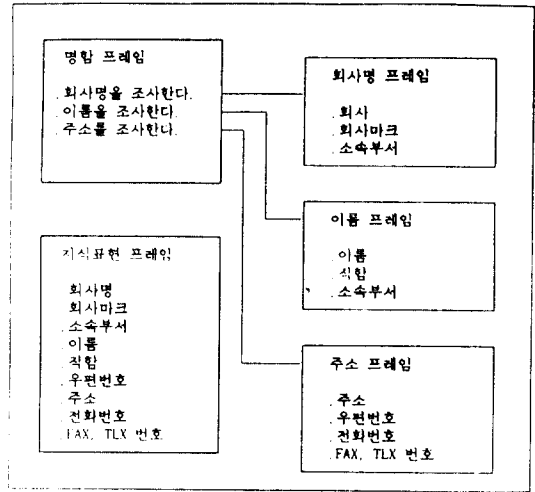 명함 프레임
.회사명을 조사한다.
.이름을 조사한다.
.주소를 조사한다.
회사명 프레임
.회사
.회사마크
.소속부서
이름 프레임
.이름
.직함
.소속부서
지식표현 프레임
.회사명
.회사마크
.소속부서
.이름
.직함
.우편번호
.주소
.전화번호
.FAX, TLX 번호
주소 프레임
.주소
.우편번호
.전화번호
.FAX, TLX 번호